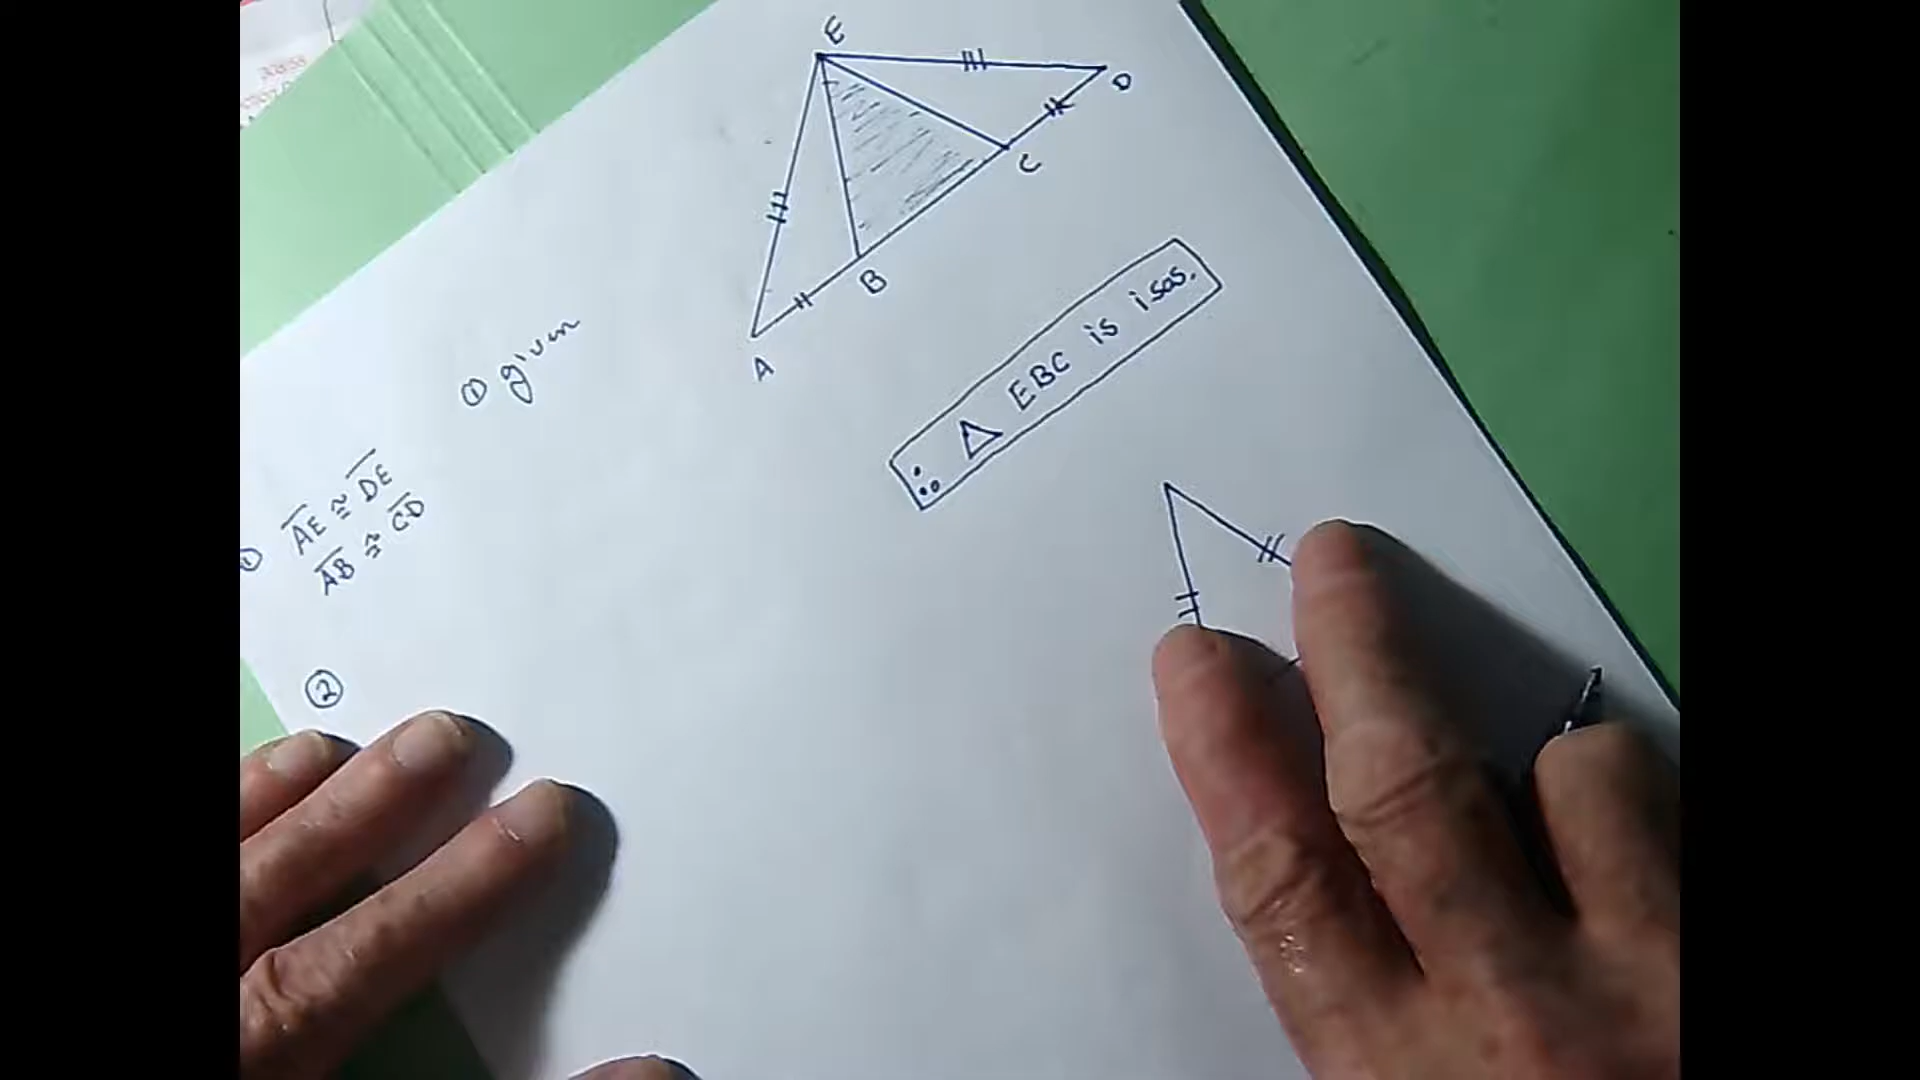 E
D
C
B
A
① given
∴ △ EBC is isos.
① AE ≅ DE
AB ≅ CD
②